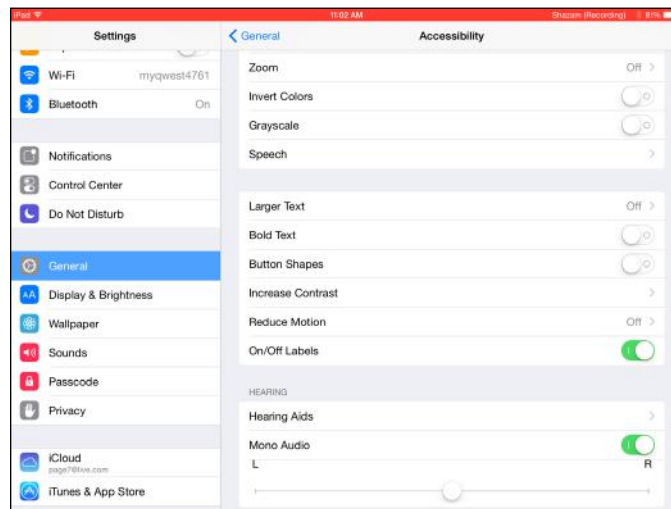 iPad
11:02 AM
Shazam (Recording)
81%
Settings
General
Accessibility
Wi-Fi
myqwest4761
Bluetooth
On
Notifications
Control Center
Do Not Disturb
General
Display & Brightness
Wallpaper
Sounds
Passcode
Privacy
iCloud
page7@live.com
iTunes & App Store
Zoom
Off
Invert Colors
Grayscale
Speech
Larger Text
Off
Bold Text
Button Shapes
Increase Contrast
Reduce Motion
Off
On/Off Labels
HEARING
Hearing Aids
Mono Audio
L
R